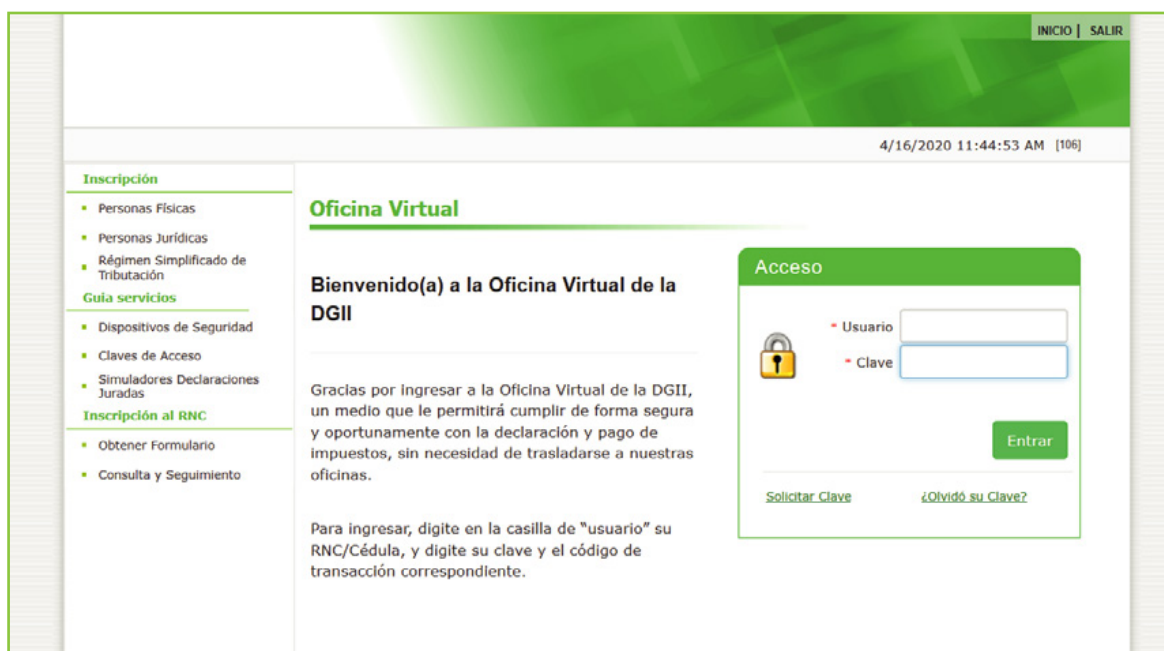 INICIO | SALIR
4/16/2020 11:44:53 AM [106]
Inscripción
Personas Físicas
Personas Jurídicas
Régimen Simplificado de
Tributación
Guia servicios
Dispositivos de Seguridad
Claves de Acceso
Simuladores Declaraciones
Juradas
Inscripción al RNC
Obtener Formulario
Consulta y Seguimiento
Oficina Virtual
Bienvenido(a) a la Oficina Virtual de la
DGII
Gracias por ingresar a la Oficina Virtual de la DGII,
un medio que le permitirá cumplir de forma segura
y oportunamente con la declaración y pago de
impuestos, sin necesidad de trasladarse a nuestras
oficinas.
Para ingresar, digite en la casilla de "usuario" su
RNC/Cédula, y digite su clave y el código de
transacción correspondiente.
Acceso
* Usuario
* Clave
Entrar
Solicitar Clave
¿Olvidó su Clave?